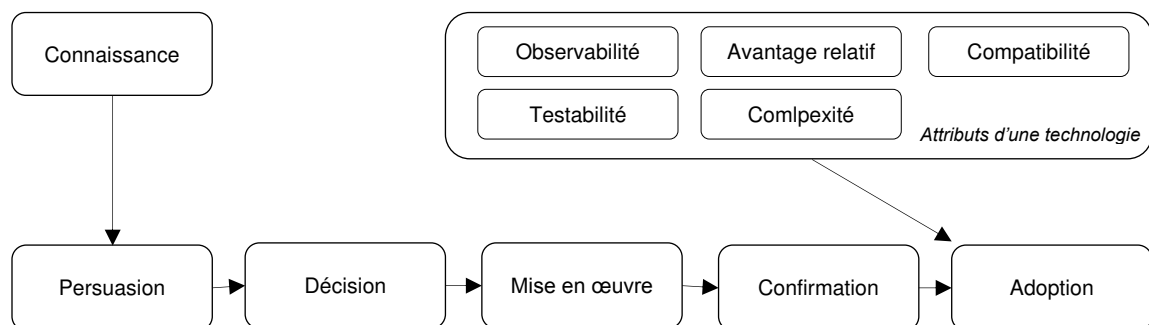 Connaissance
Observabilité
Avantage relatif
Compatibilité
Testabilité
Comlpexité
Attributs d'une technologie
Persuasion
Décision
Mise en œuvre
Confirmation
Adoption